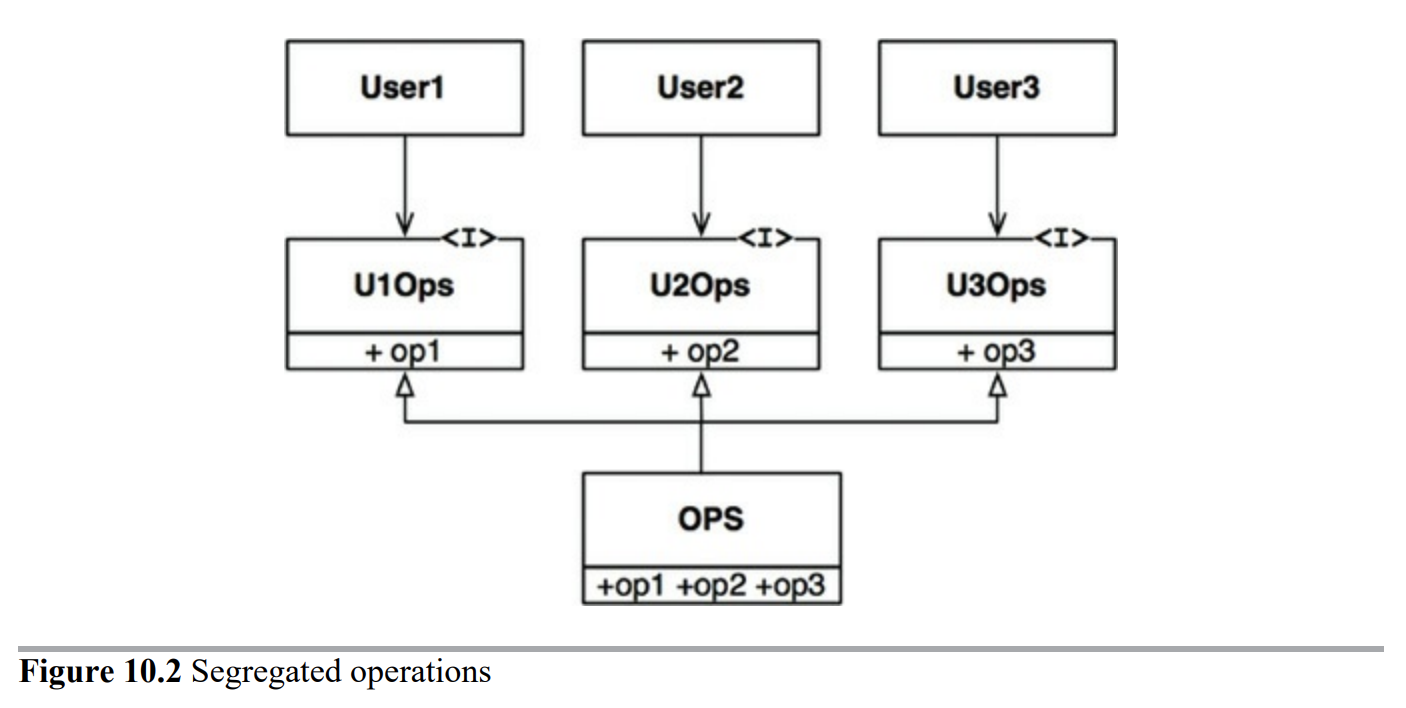 User1 User2 User3
<I> <I> <I>
U1Ops U2Ops U3Ops
+ op1 + op2 + op3
OPS
+op1 +op2 +op3
Figure 10.2 Segregated operations